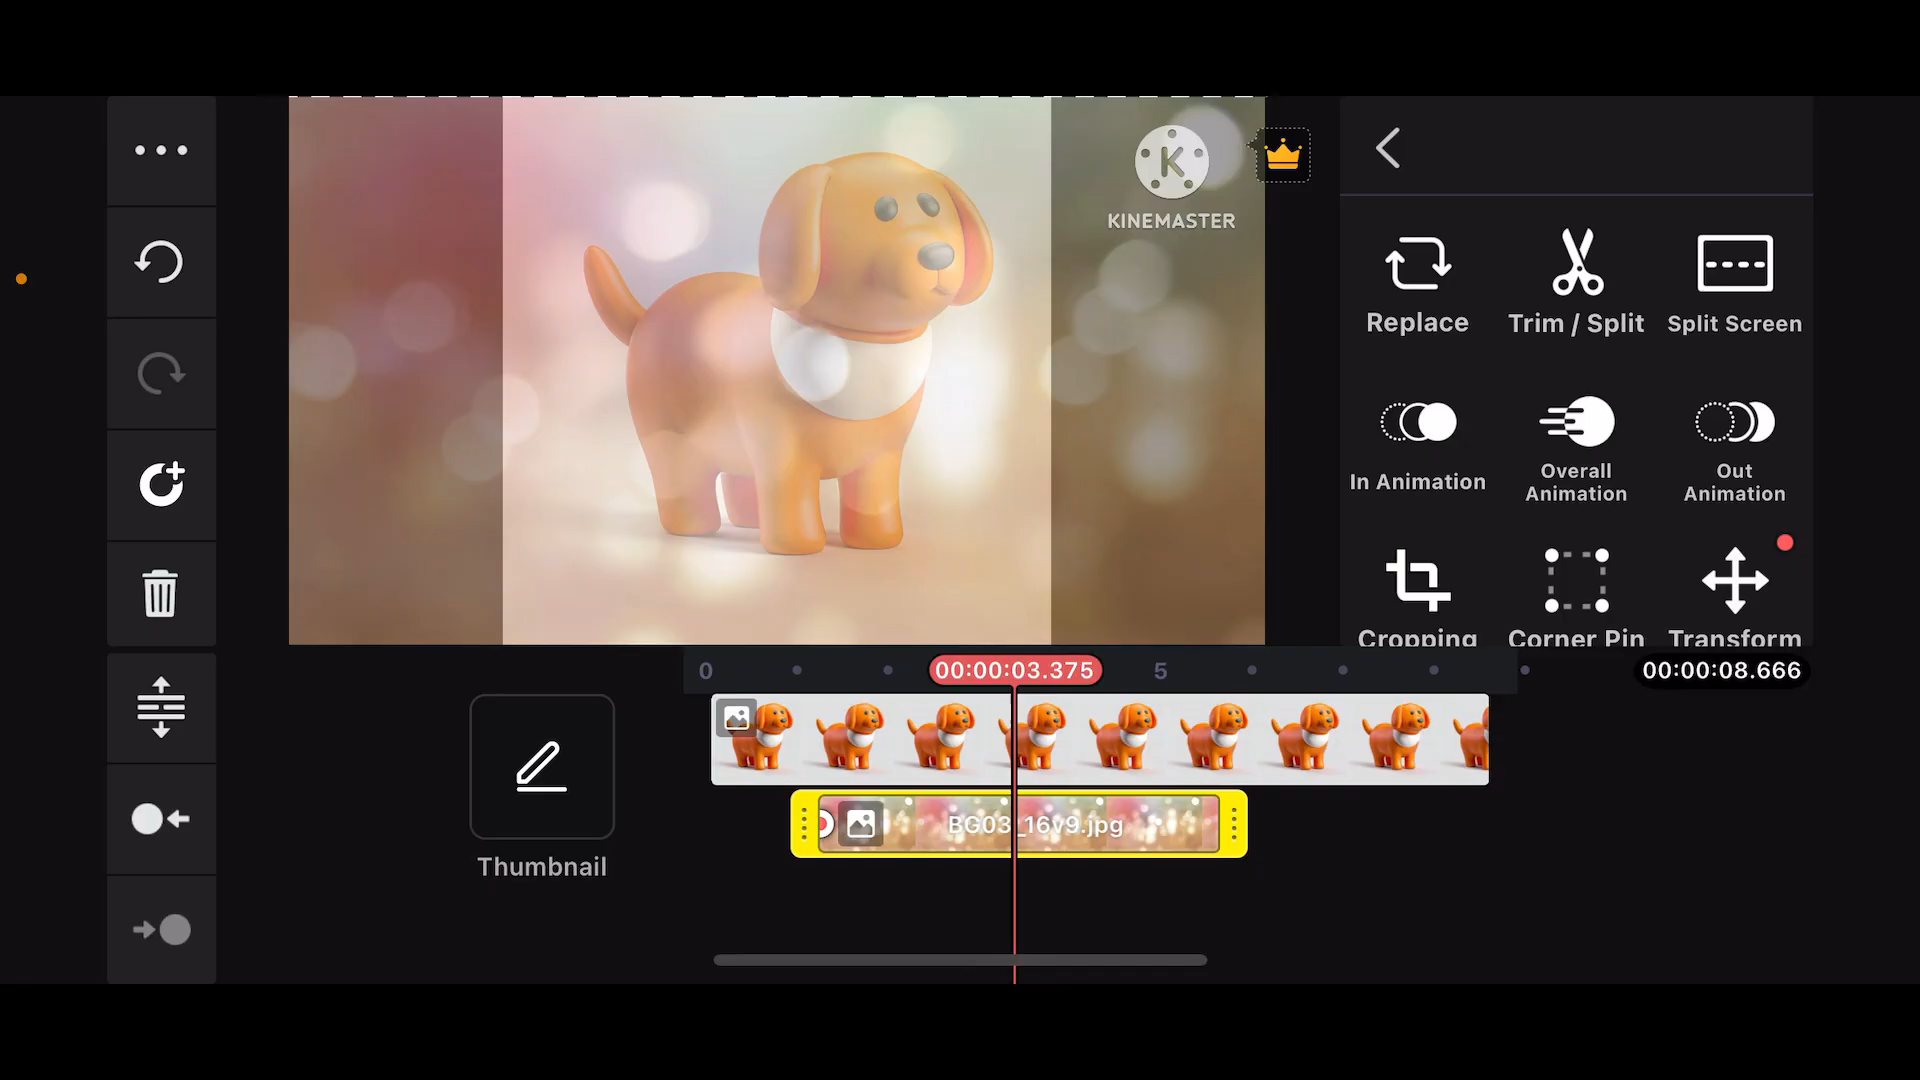 K
KINEMASTER
Replace
Trim / Split
Split Screen
In Animation
Overall
Animation
Out
Animation
Cropping
Corner Pin
Transform
0
00:00:03.375
5
00:00:08.666
Thumbnail
BG03_16v9.jpg